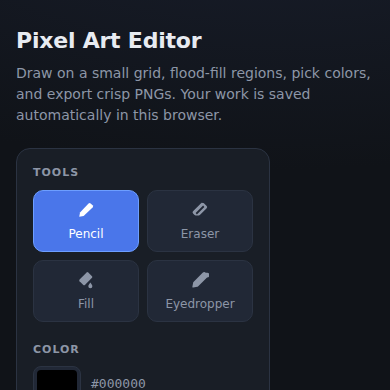 Pixel Art Editor
Draw on a small grid, flood-fill regions, pick colors,
and export crisp PNGs. Your work is saved
automatically in this browser.
TOOLS
Pencil
Eraser
Fill
Eyedropper
COLOR
#000000